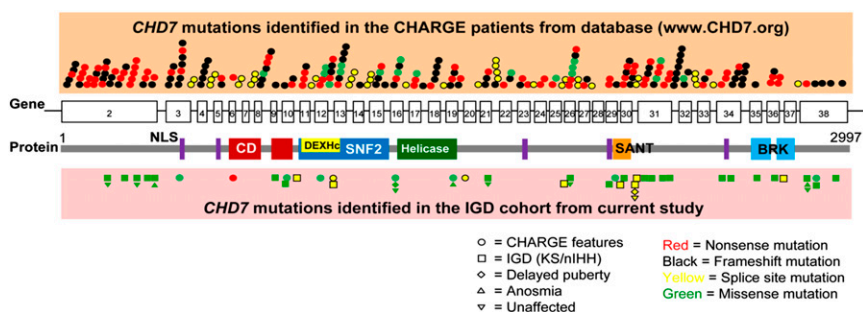 CHD7 mutations identified in the CHARGE patients from database (www.CHD7.org)
Gene 2 3 4 5 6 7 8 9 10 11 12 13 14 15 16 17 18 19 20 21 22 23 24 25 26 27 28 29 30 31 32 33 34 35 36 37 38
1 NLS 2997
Protein CD DEXHc SNF2 Helicase SANT BRK
CHD7 mutations identified in the IGD cohort from current study
= CHARGE features
= IGD (KS/nIHH)
= Delayed puberty
= Anosmia
= Unaffected
Red = Nonsense mutation
Black = Frameshift mutation
Yellow = Splice site mutation
Green = Missense mutation